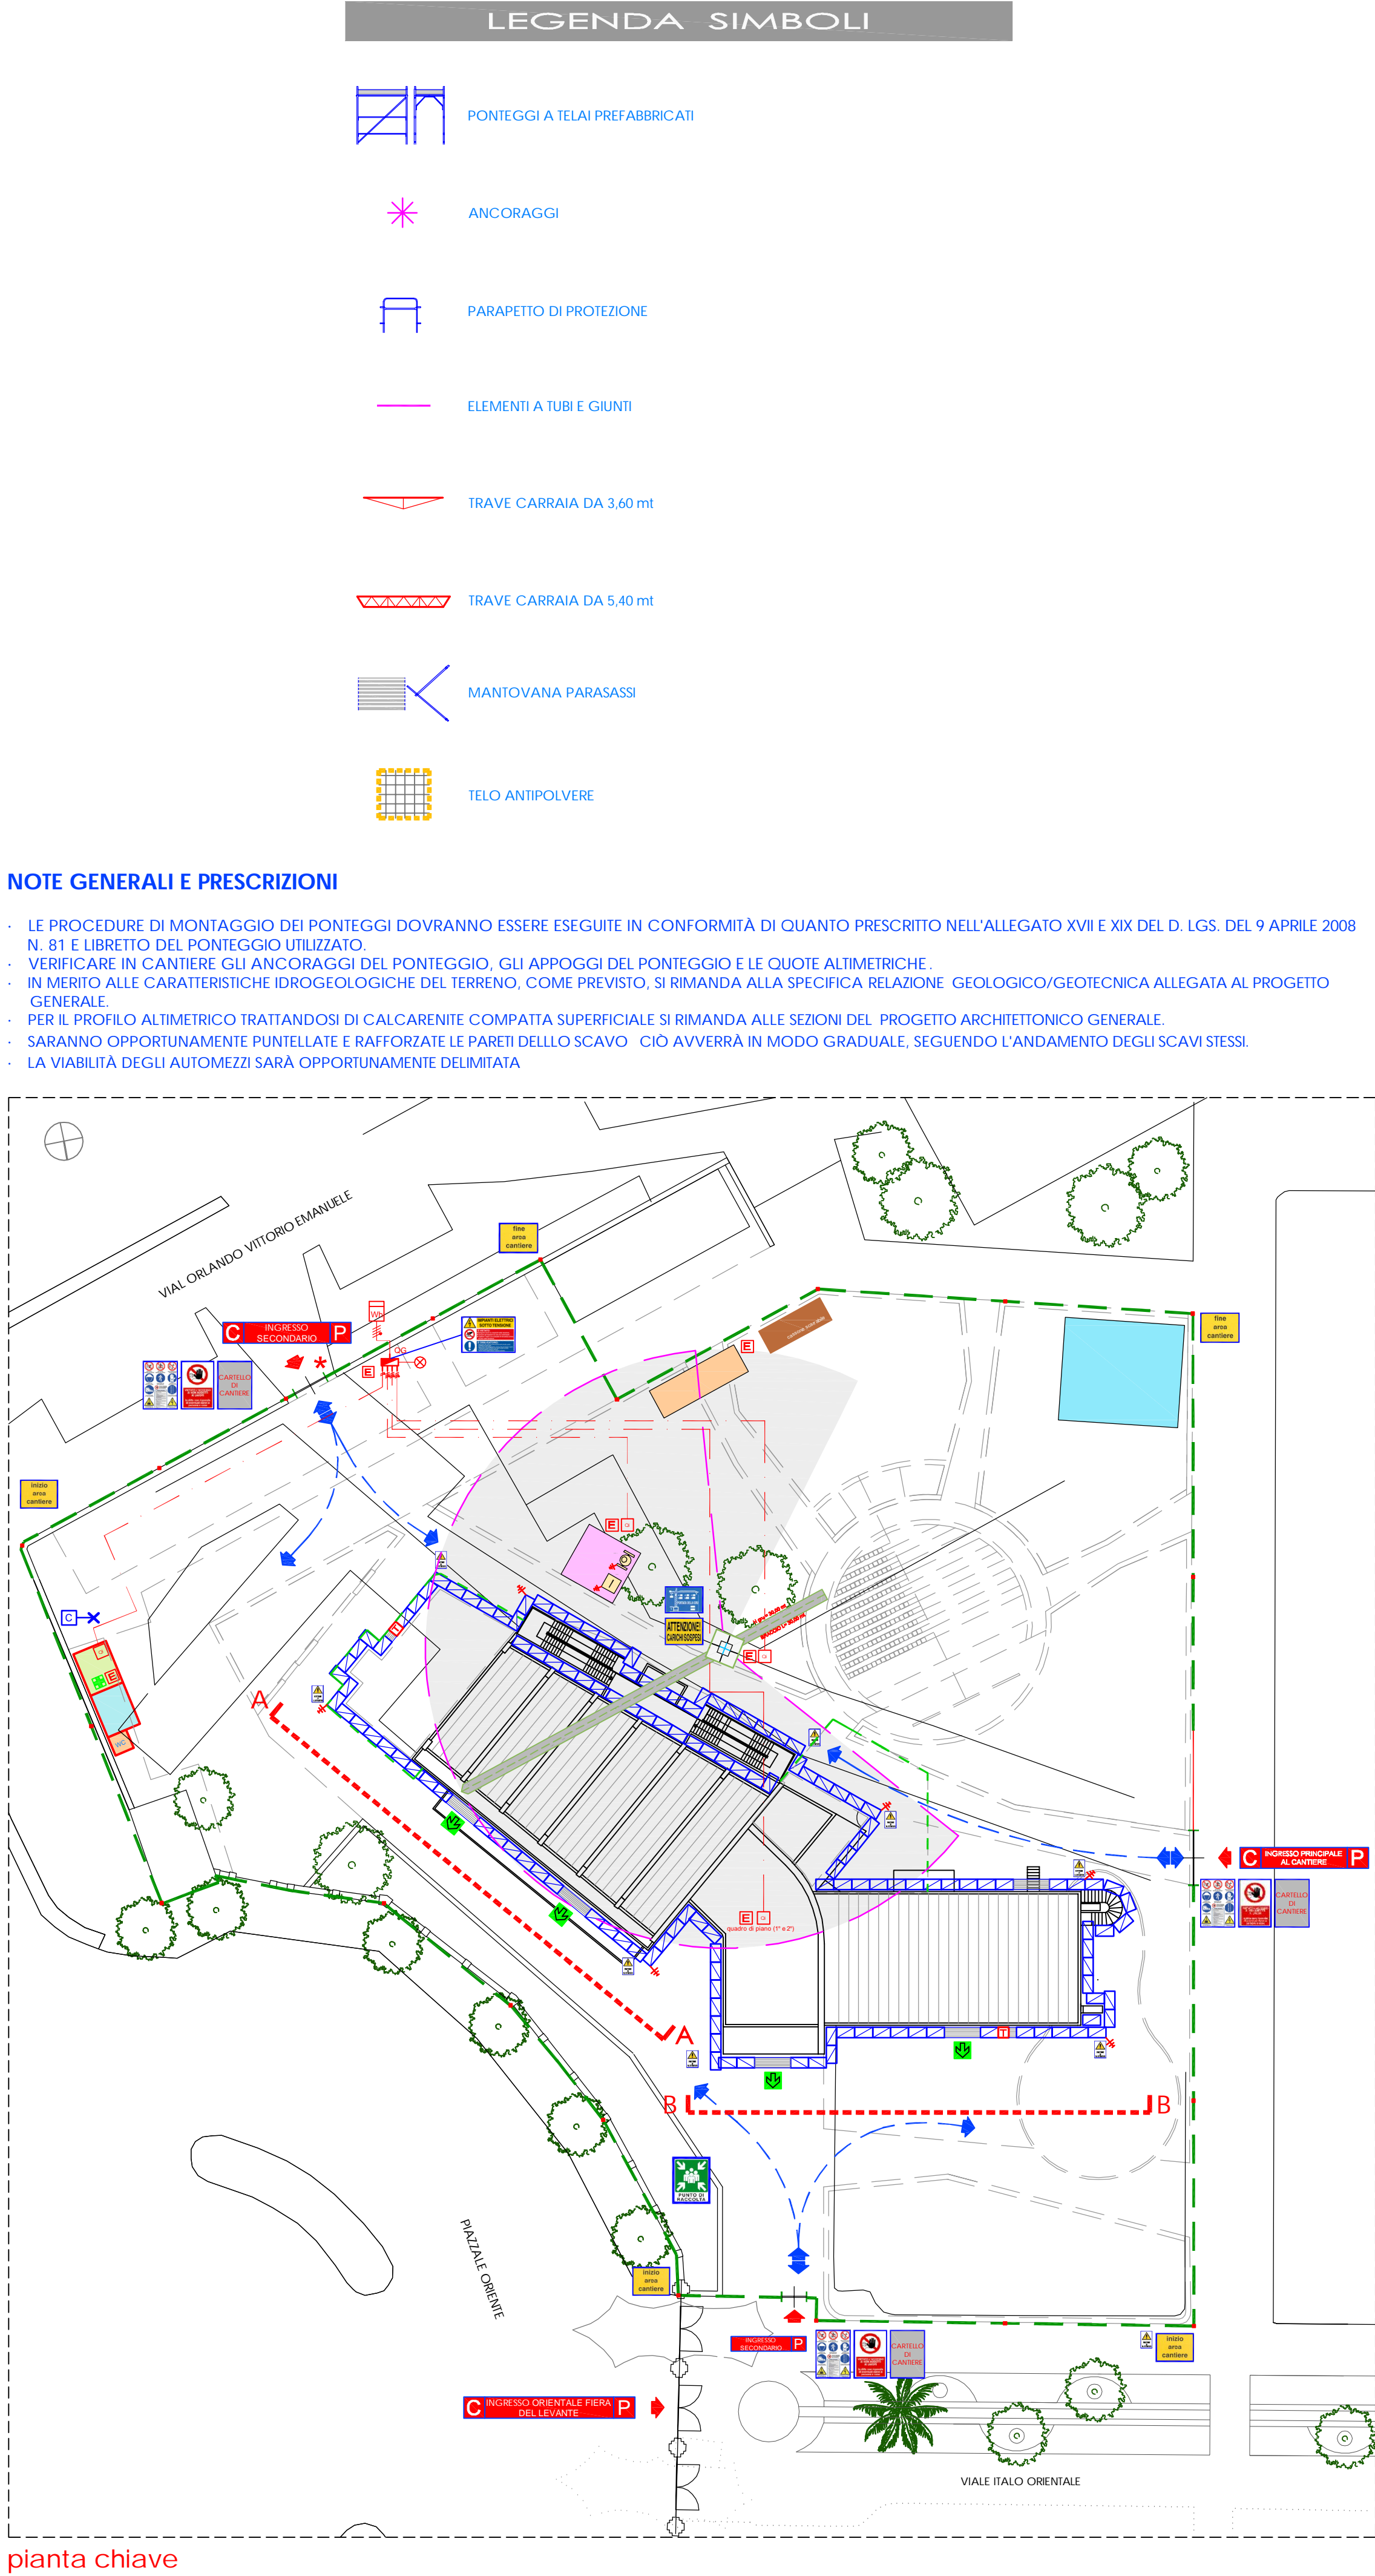 LEGENDA SIMBOLI
PONTEGGI A TELAI PREFABBRICATI
ANCORAGGI
PARAPETTO DI PROTEZIONE
ELEMENTI A TUBI E GIUNTI
TRAVE CARRAIA DA 3,60 mt
TRAVE CARRAIA DA 5,40 mt
MANTOVANA PARASASSI
TELO ANTIPOLVERE
NOTE GENERALI E PRESCRIZIONI
· LE PROCEDURE DI MONTAGGIO DEI PONTEGGI DOVRANNO ESSERE ESEGUITE IN CONFORMITÀ DI QUANTO PRESCRITTO NELL'ALLEGATO XVII E XIX DEL D. LGS. DEL 9 APRILE 2008
N. 81 E LIBRETTO DEL PONTEGGIO UTILIZZATO.
· VERIFICARE IN CANTIERE GLI ANCORAGGI DEL PONTEGGIO, GLI APPOGGI DEL PONTEGGIO E LE QUOTE ALTIMETRICHE.
· IN MERITO ALLE CARATTERISTICHE IDROGEOLOGICHE DEL TERRENO, COME PREVISTO, SI RIMANDA ALLA SPECIFICA RELAZIONE GEOLOGICO/GEOTECNICA ALLEGATA AL PROGETTO
GENERALE.
· PER IL PROFILO ALTIMETRICO TRATTANDOSI DI CALCARENITE COMPATTA SUPERFICIALE SI RIMANDA ALLE SEZIONI DEL PROGETTO ARCHITETTONICO GENERALE.
· SARANNO OPPORTUNAMENTE PUNTELLATE E RAFFORZATE LE PARETI DELLLO SCAVO CIÒ AVVERRÀ IN MODO GRADUALE, SEGUENDO L'ANDAMENTO DEGLI SCAVI STESSI.
· LA VIABILITÀ DEGLI AUTOMEZZI SARÀ OPPORTUNAMENTE DELIMITATA
VIAL ORLANDO VITTORIO EMANUELE
fine
area
cantiere
Wh
C
INGRESSO
SECONDARIO
P
*
QG
E
IMPIANTI ELETTRICI
SOTTO TENSIONE
CARTELLO
DI
CANTIERE
E
fine
area
cantiere
inizio
area
cantiere
E
C
E
WC
T
ATTENZIONE!
CARICHI SOSPESI
E
A
A
C
INGRESSO PRINCIPALE
AL CANTIERE
P
CARTELLO
DI
CANTIERE
E
quadro di piano (1° e 2°)
T
B
B
PUNTO DI
RACCOLTA
PIAZZALE ORIENTE
inizio
area
cantiere
INGRESSO
SECONDARIO
P
CARTELLO
DI
CANTIERE
inizio
area
cantiere
C
INGRESSO ORIENTALE FIERA
DEL LEVANTE
P
VIALE ITALO ORIENTALE
pianta chiave